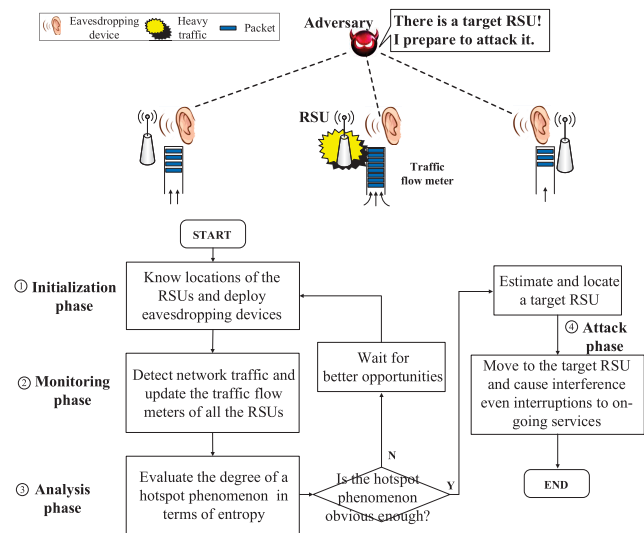 Eavesdropping
device
Heavy
traffic
Packet
Adversary
There is a target RSU!
I prepare to attack it.
RSU
Traffic
flow meter
START
① Initialization
phase
Know locations of the
RSUs and deploy
eavesdropping devices
② Monitoring
phase
Detect network traffic and
update the traffic flow
meters of all the RSUs
③ Analysis
phase
Evaluate the degree of a
hotspot phenomenon in
terms of entropy
Wait for
better opportunities
N
Is the hotspot
phenomenon
obvious enough?
Y
Estimate and locate
a target RSU
④ Attack
phase
Move to the target RSU
and cause interference
even interruptions to on-
going services
END